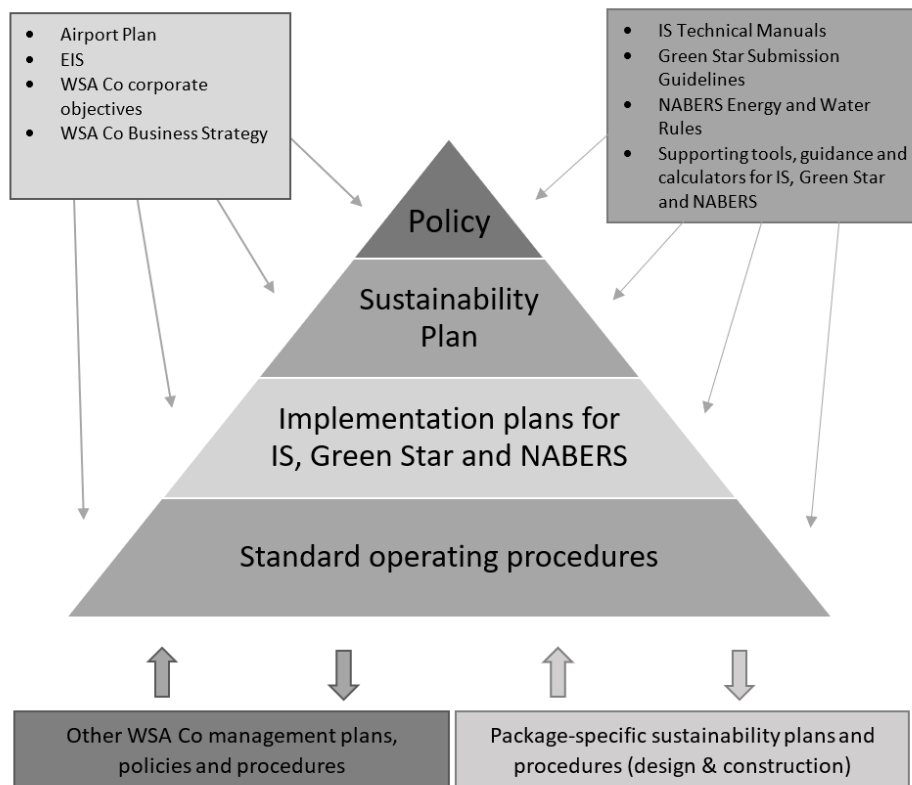 • Airport Plan
• EIS
• WSA Co corporate
objectives
• WSA Co Business Strategy
• IS Technical Manuals
• Green Star Submission
Guidelines
• NABERS Energy and Water
Rules
• Supporting tools, guidance and
calculators for IS, Green Star
and NABERS
Policy
Sustainability
Plan
Implementation plans for
IS, Green Star and NABERS
Standard operating procedures
Other WSA Co management plans,
policies and procedures
Package-specific sustainability plans and
procedures (design & construction)